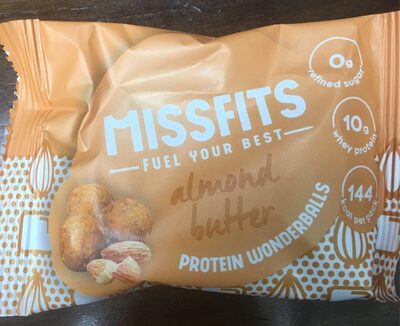 MISSFITS
FUEL YOUR BEST
almond
butter
PROTEIN WONDERBALLS
0g
refined sugar
10g
whey protein
144
kcal per pack